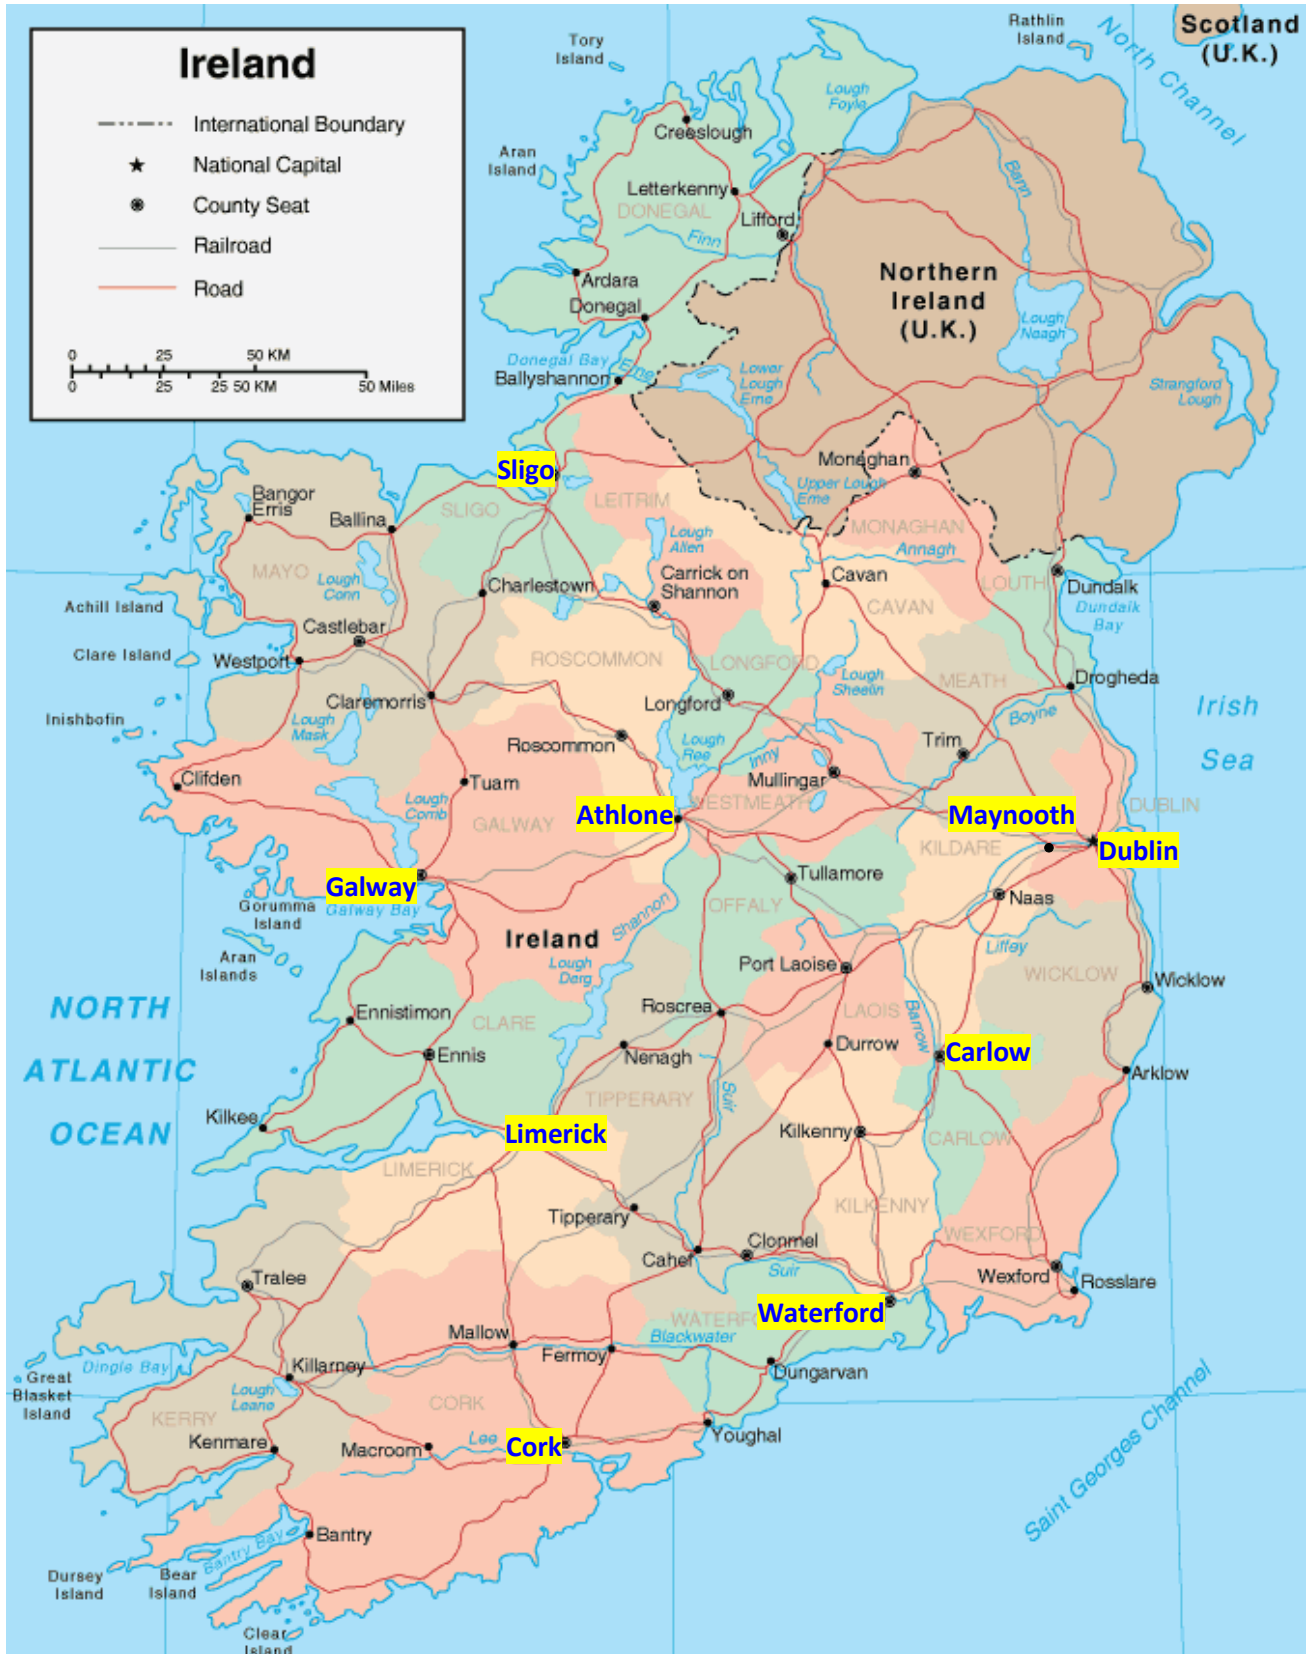 Ireland
International Boundary
National Capital
County Seat
Railroad
Road
0 25 50 KM
0 25 25 50 KM 50 Miles
Scotland
(U.K.)
Rathlin
Island
North Channel
Tory
Island
Lough
Foyle
Creeslough
Aran
Island
Letterkenny
DONEGAL
Lifford
Finn
Bann
Ardara
Donegal
Northern
Ireland
(U.K.)
Lough
Neagh
Donegal Bay
Erne
Ballyshannon
Lower
Lough
Erne
Strangford
Lough
Sligo
Monaghan
Upper Lough
Erne
Bangor
Erris
Ballina
SLIGO
LEITRIM
MONAGHAN
Annagh
Lough
Allen
MAYO
Lough
Conn
Charlestown
Carrick on
Shannon
Cavan
CAVAN
LOUTH
Dundalk
Dundalk
Bay
Achill Island
Castlebar
Clare Island
Westport
ROSCOMMON
LONGFORD
Lough
Sheelin
MEATH
Drogheda
Claremorris
Longford
Boyne
Irish
Sea
Inishbofin
Lough
Mask
Roscommon
Lough
Ree
Inny
Trim
Mullingar
Clifden
Tuam
Lough
Corrib
GALWAY
Athlone
WESTMEATH
Maynooth
DUBLIN
KILDARE
Dublin
Galway
Galway Bay
Gorumma
Island
Tullamore
Naas
OFFALY
Shannon
Ireland
Liffey
Aran
Islands
Lough
Derg
Port Laoise
WICKLOW
Wicklow
NORTH
ATLANTIC
OCEAN
Ennistimon
CLARE
Roscrea
LAOIS
Barrow
Ennis
Nenagh
Durrow
Carlow
Arklow
TIPPERARY
Suir
Kilkee
Limerick
Kilkenny
CARLOW
LIMERICK
Tipperary
KILKENNY
WEXFORD
Cahel
Clonmel
Suir
Wexford
Rosslare
Tralee
Waterford
WATERFO
Mallow
Blackwater
Fermoy
Dungarvan
Dingle Bay
Killarney
Great
Blasket
Island
Lough
Leane
KERRY
CORK
Kenmare
Macroom
Lee
Cork
Youghal
Saint Georges Channel
Bantry
Bantry Bay
Dursey
Island
Bear
Island
Clear
Island